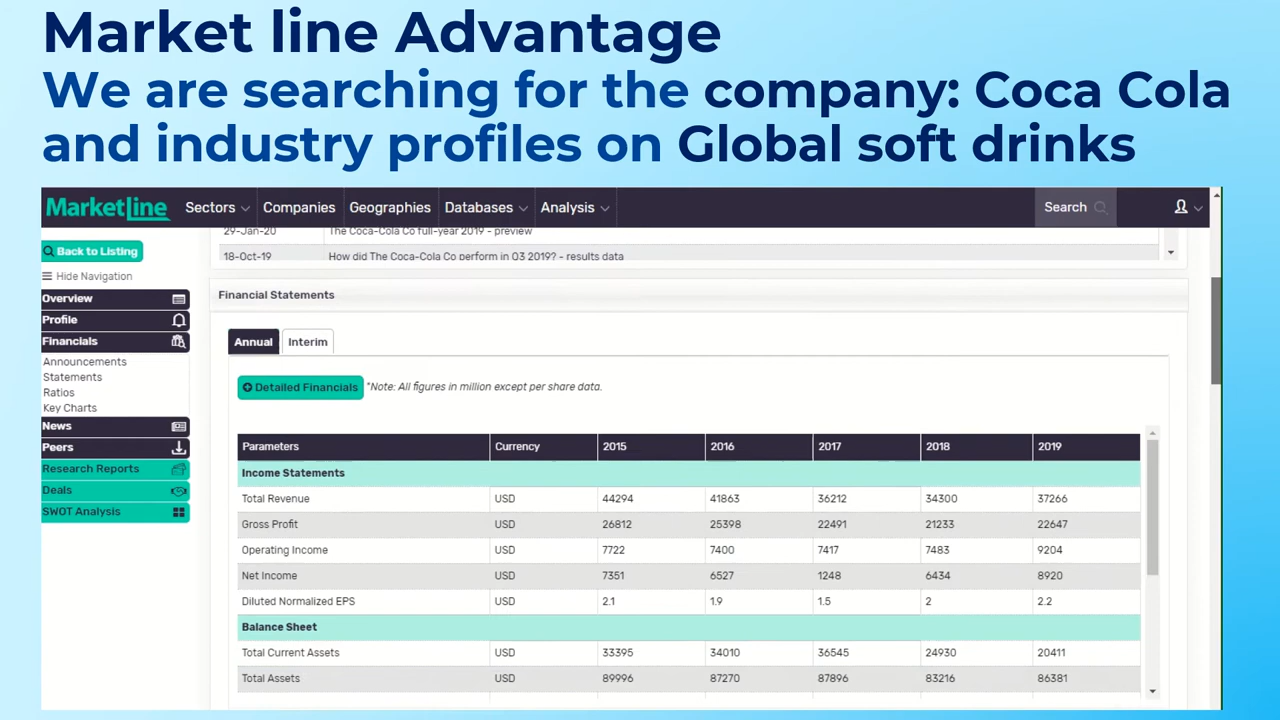 Market line Advantage
We are searching for the company: Coca Cola
and industry profiles on Global soft drinks
MarketLine Sectors Companies Geographies Databases Analysis Search
29-Jan-20 The Coca-Cola Co full-year 2019 - preview
18-Oct-19 How did The Coca-Cola Co perform in Q3 2019? - results data
Back to Listing
Hide Navigation
Overview
Profile
Financials
Announcements
Statements
Ratios
Key Charts
News
Peers
Research Reports
Deals
SWOT Analysis
Financial Statements
Annual Interim
Detailed Financials *Note: All figures in million except per share data.
Parameters Currency 2015 2016 2017 2018 2019
Income Statements
Total Revenue USD 44294 41863 36212 34300 37266
Gross Profit USD 26812 25398 22491 21233 22647
Operating Income USD 7722 7400 7417 7483 9204
Net Income USD 7351 6527 1248 6434 8920
Diluted Normalized EPS USD 2.1 1.9 1.5 2 2.2
Balance Sheet
Total Current Assets USD 33395 34010 36545 24930 20411
Total Assets USD 89996 87270 87896 83216 86381